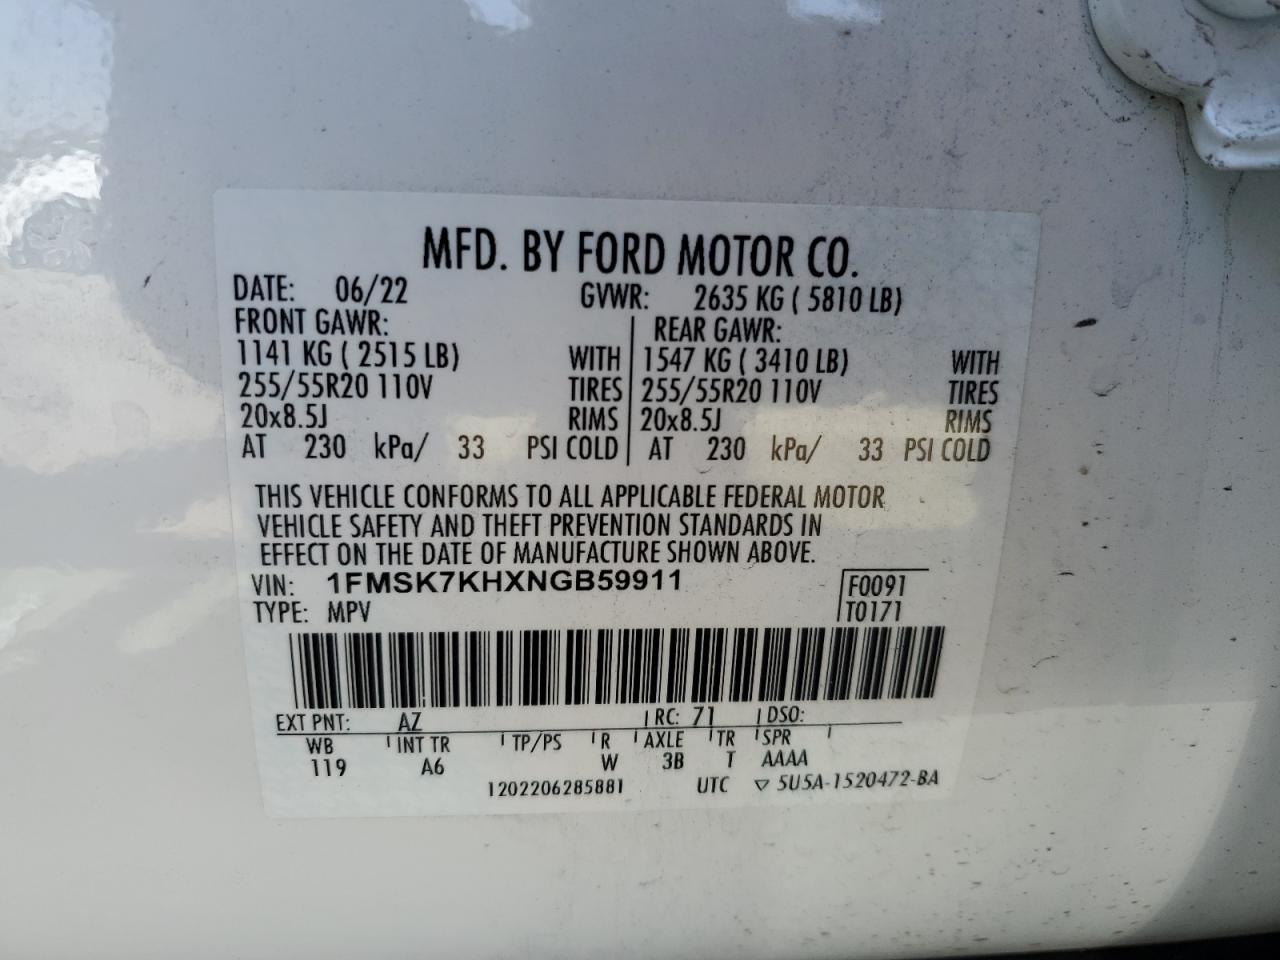 MFD. BY FORD MOTOR CO.
DATE: 06/22 GVWR: 2635 KG ( 5810 LB)
FRONT GAWR: REAR GAWR:
1141 KG ( 2515 LB) WITH 1547 KG ( 3410 LB) WITH
255/55R20 110V TIRES 255/55R20 110V TIRES
20x8.5J RIMS 20x8.5J RIMS
AT 230 kPa/ 33 PSI COLD AT 230 kPa/ 33 PSI COLD
THIS VEHICLE CONFORMS TO ALL APPLICABLE FEDERAL MOTOR
VEHICLE SAFETY AND THEFT PREVENTION STANDARDS IN
EFFECT ON THE DATE OF MANUFACTURE SHOWN ABOVE.
VIN: 1FMSK7KHXNGB59911 F0091
TYPE: MPV T0171
EXT PNT: AZ RC: 71 DSO:
WB INT TR TP/PS R AXLE TR SPR
119 A6 W 3B T AAAA
1202206285881 UTC ▽ 5U5A-1520472-BA